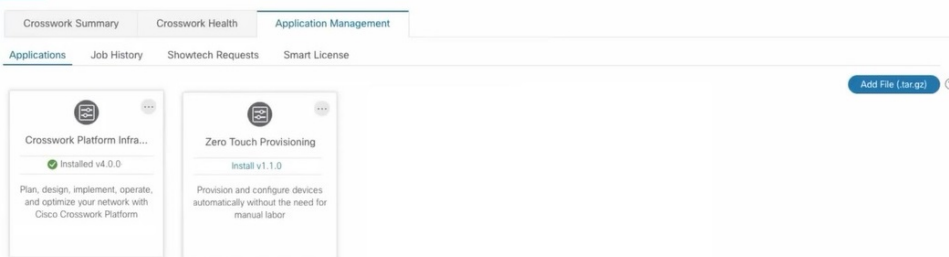 Crosswork Summary Crosswork Health Application Management
Applications Job History Showtech Requests Smart License
Add File (.tar.gz)
Crosswork Platform Infra...
Installed v4.0.0
Plan, design, implement, operate,
and optimize your network with
Cisco Crosswork Platform
Zero Touch Provisioning
Install v1.1.0
Provision and configure devices
automatically without the need for
manual labor